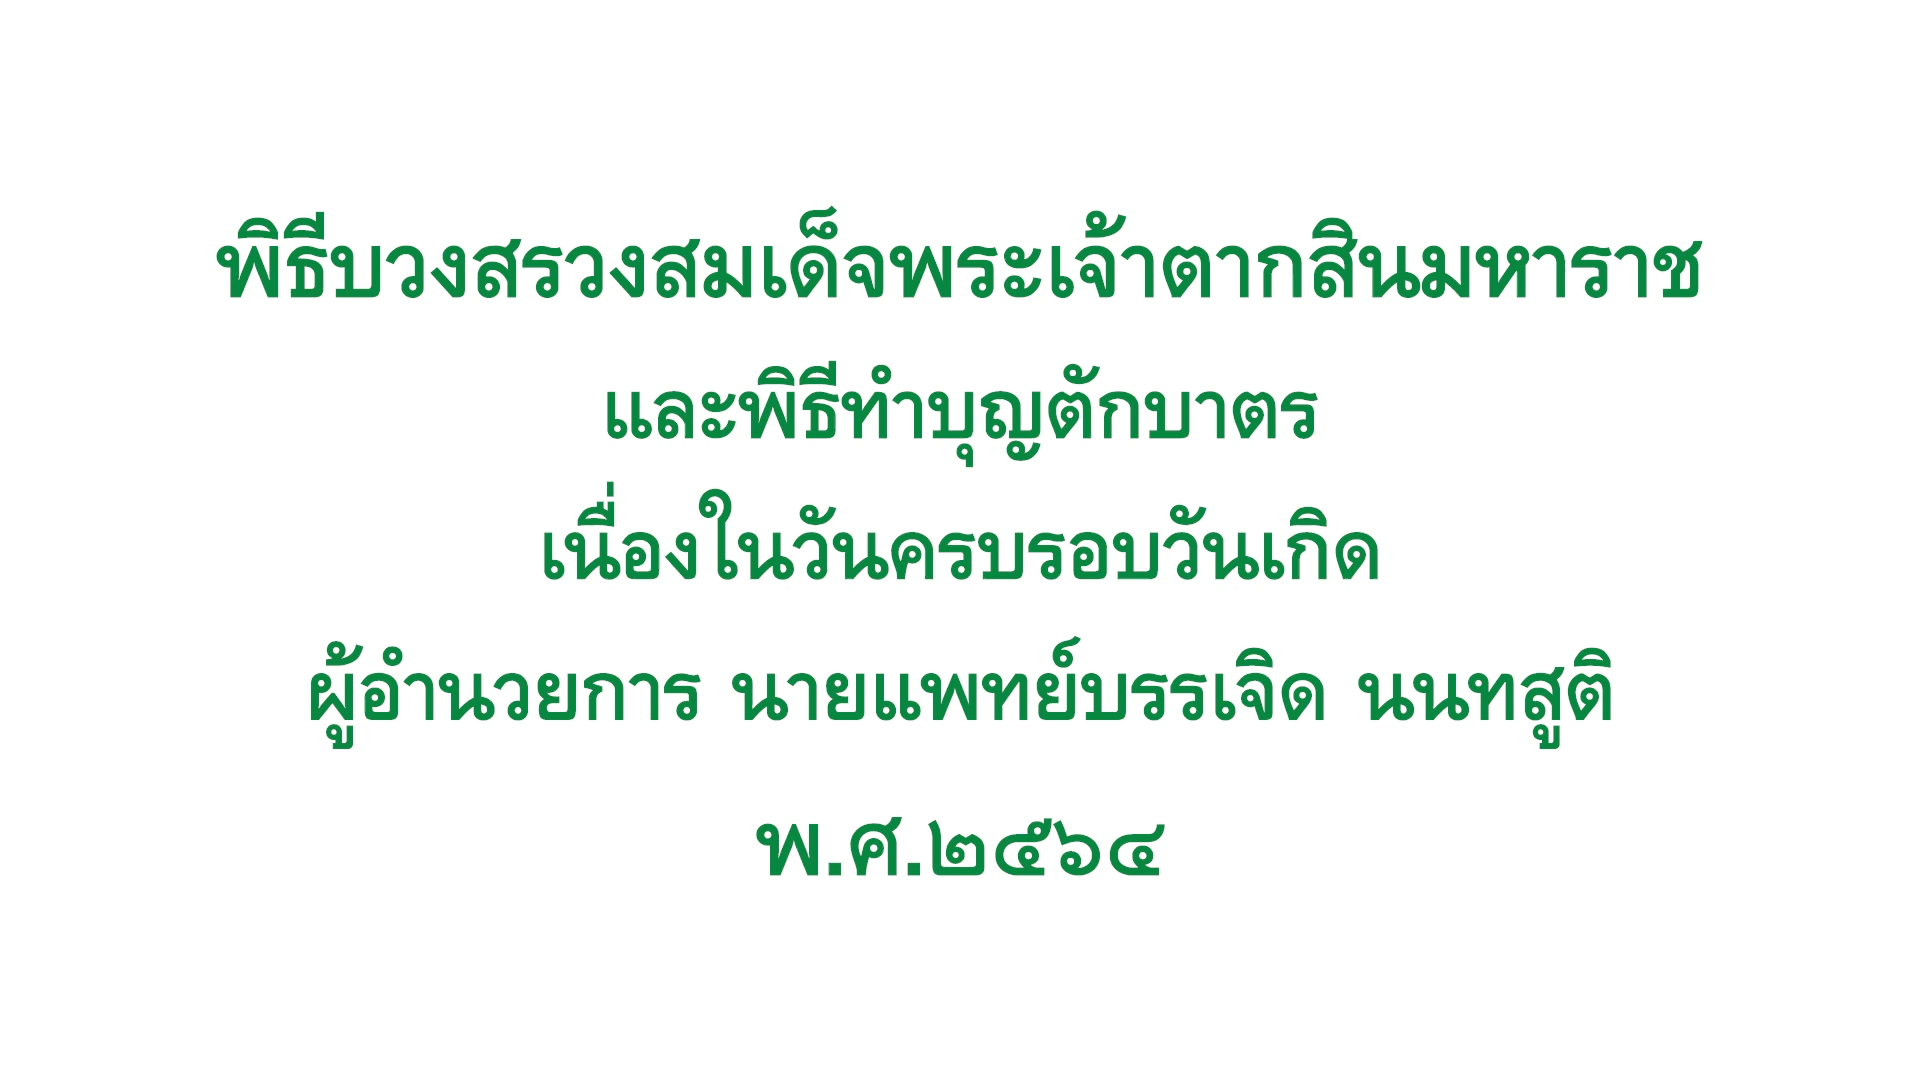 พิธีบวงสรวงสมเด็จพระเจ้าตากสินมหาราช
และพิธีทำบุญตักบาตร
เนื่องในวันครบรอบวันเกิด
ผู้อำนวยการ นายแพทย์บรรเจิด นนทสูติ
พ.ศ.๒๕๖๔